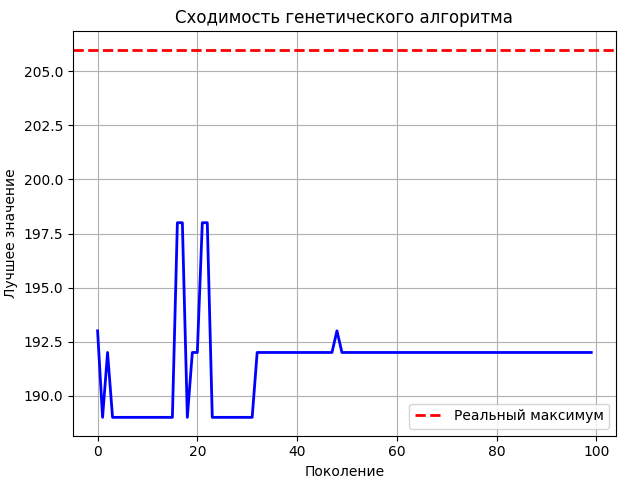 Сходимость генетического алгоритма
Лучшее значение
205.0
202.5
200.0
197.5
195.0
192.5
190.0
Реальный максимум
0 20 40 60 80 100
Поколение